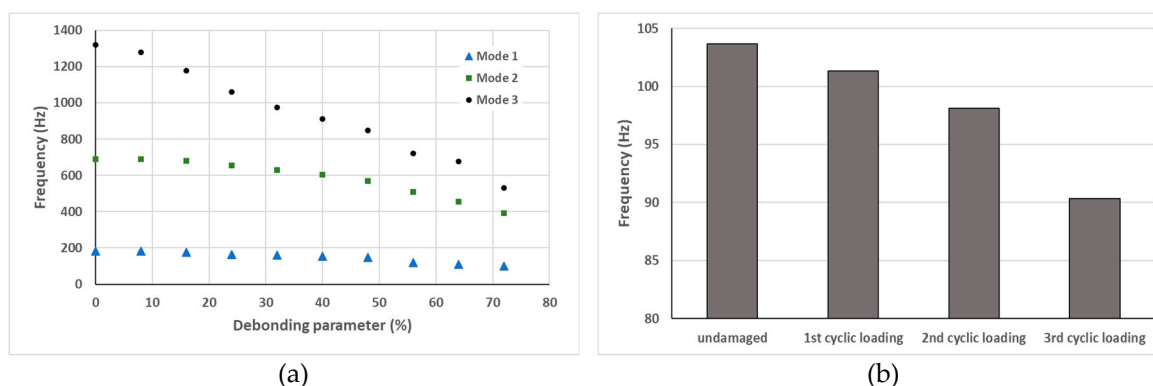 1400
1200
1000
800
600
400
200
0
Frequency (Hz)
Mode 1
Mode 2
Mode 3
0 10 20 30 40 50 60 70 80
Debonding parameter (%)
(a)
105
100
95
90
85
80
Frequency (Hz)
undamaged 1st cyclic loading 2nd cyclic loading 3rd cyclic loading
(b)